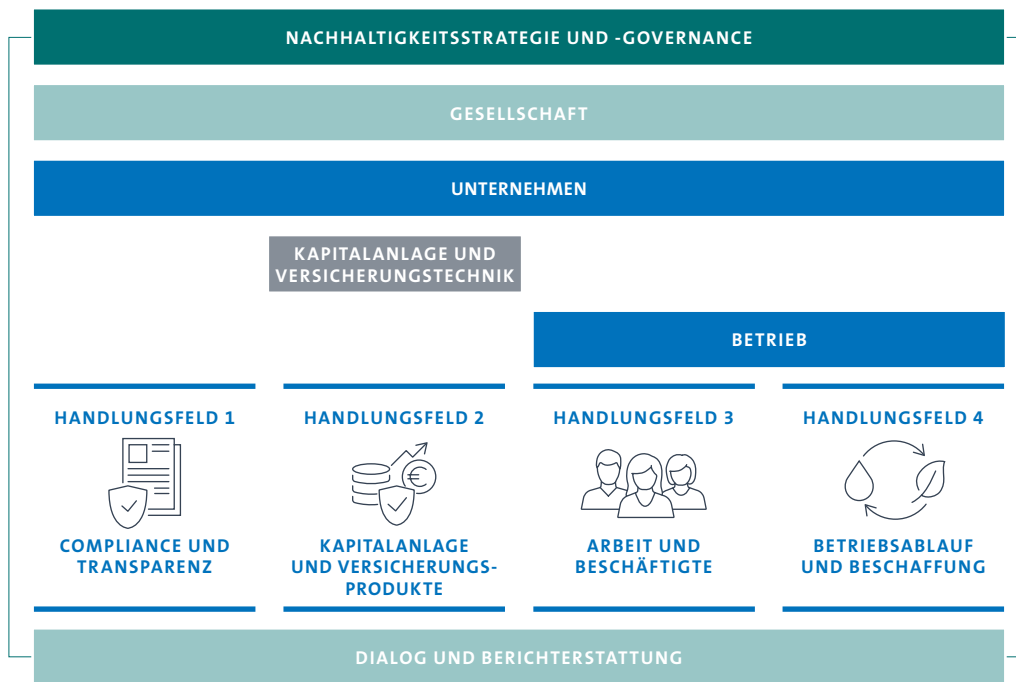 NACHHALTIGKEITSSTRATEGIE UND -GOVERNANCE
GESELLSCHAFT
UNTERNEHMEN
KAPITALANLAGE UND
VERSICHERUNGSTECHNIK
BETRIEB
HANDLUNGSFELD 1
COMPLIANCE UND
TRANSPARENZ
HANDLUNGSFELD 2
KAPITALANLAGE
UND VERSICHERUNGS-
PRODUKTE
HANDLUNGSFELD 3
ARBEIT UND
BESCHÄFTIGTE
HANDLUNGSFELD 4
BETRIEBSABLAUF
UND BESCHAFFUNG
DIALOG UND BERICHTERSTATTUNG